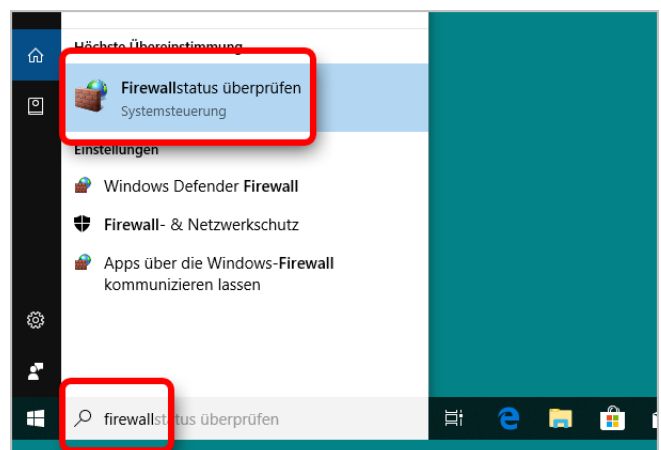 Höchste Übereinstimmung
Firewallstatus überprüfen
Systemsteuerung
Einstellungen
Windows Defender Firewall
Firewall- & Netzwerkschutz
Apps über die Windows-Firewall
kommunizieren lassen
firewallstatus überprüfen